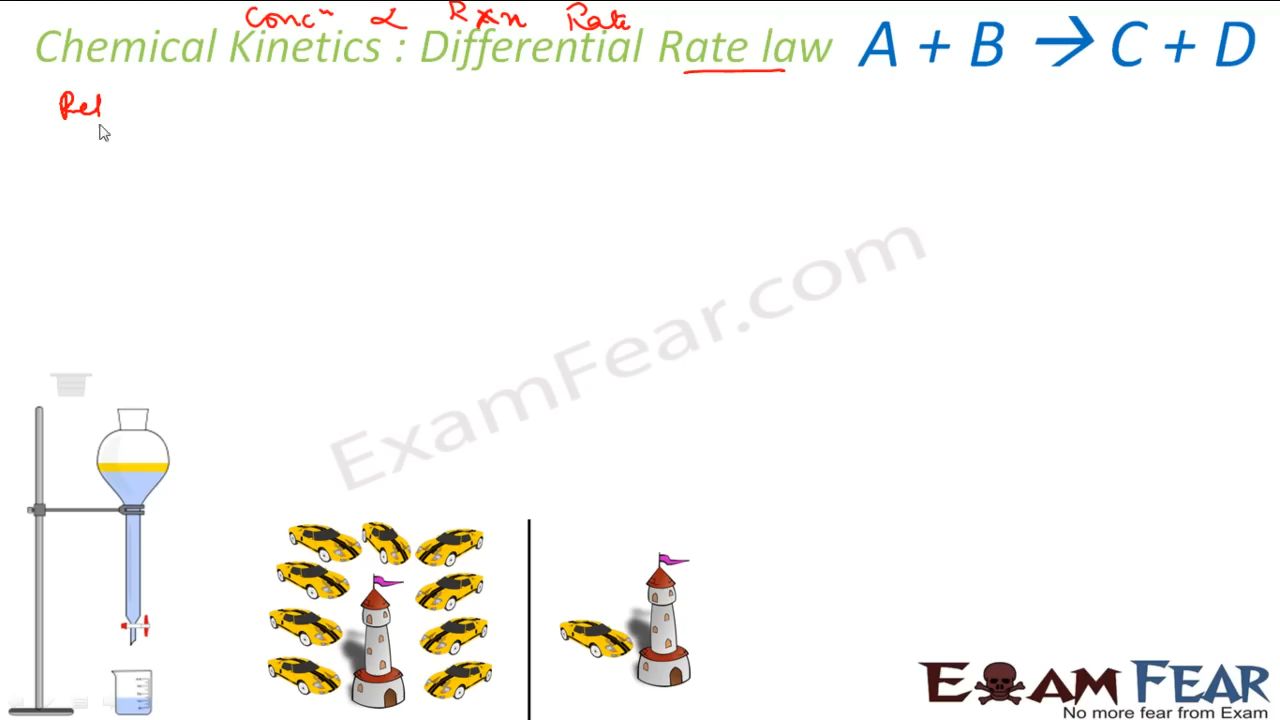 Concⁿ ∝ Rxn Rate
Chemical Kinetics : Differential Rate law A + B → C + D
Rel
ExamFear.com
EXAM FEAR
No more fear from Exam